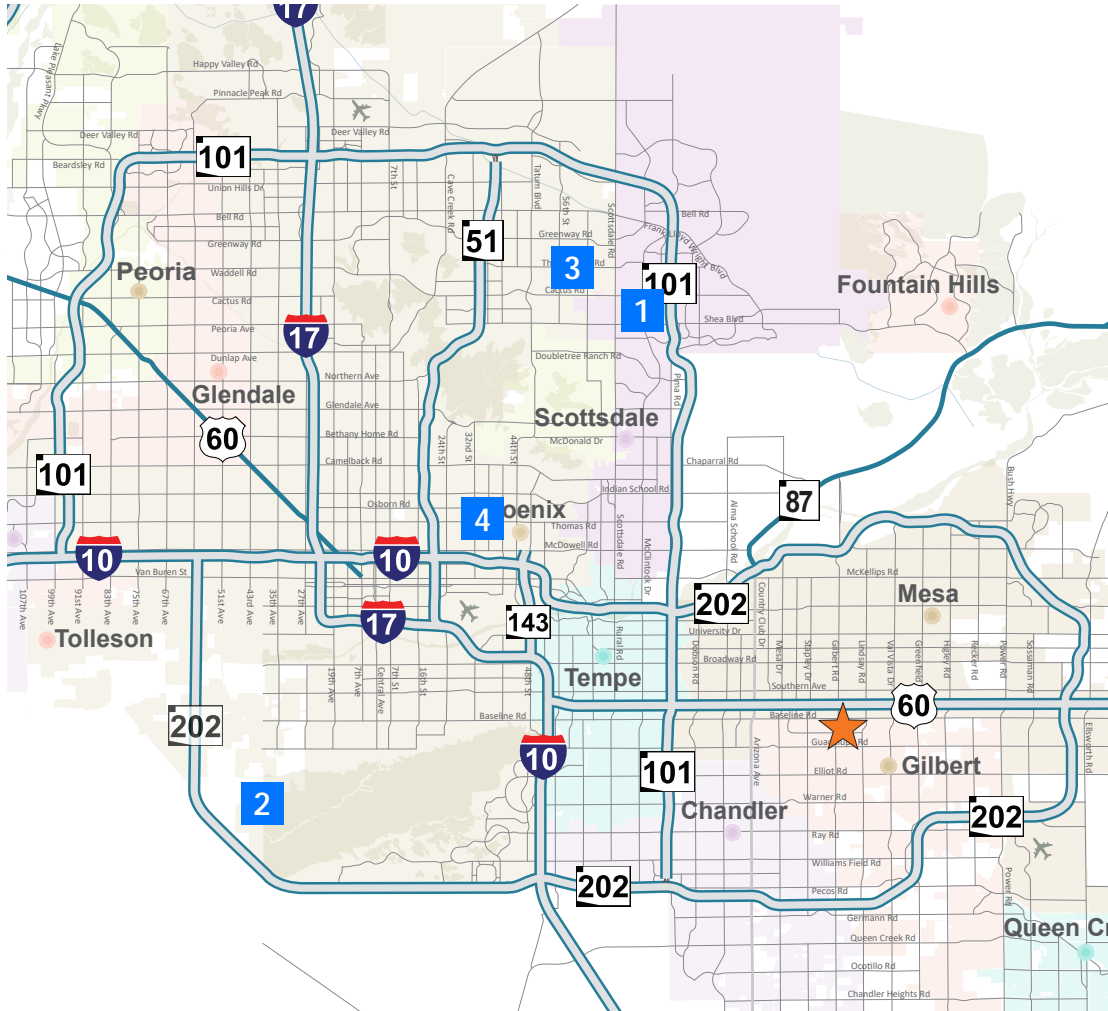 17
Happy Valley Rd
Pinnacle Peak Rd
Lake Pleasant Pkwy
Deer Valley Rd
Deer Valley Rd
101
Beardsley Rd
7th St
Cave Creek Rd
Tatum Blvd
56th St
Scottsdale Rd
Union Hills Dr
Bell Rd
Bell Rd
51
Greenway Rd
Greenway Rd
Frank Lloyd Wright Blvd
Peoria
Waddell Rd
3
101
Fountain Hills
Cactus Rd
Cactus Rd
1
Shea Blvd
Peoria Ave
17
Dunlap Ave
Doubletree Ranch Rd
Northern Ave
Pima Rd
Glendale
Glendale Ave
Scottsdale
60
Bethany Home Rd
24th St
32nd St
44th St
McDonald Dr
Camelback Rd
Chaparral Rd
101
Indian School Rd
Bush Hwy
Osborn Rd
87
4
oenix
Thomas Rd
Scottsdale Rd
McClintock Dr
Alma School Rd
McDowell Rd
10
10
Van Buren St
McKellips Rd
107th Ave
99th Ave
91st Ave
83rd Ave
75th Ave
67th Ave
51st Ave
43rd Ave
35th Ave
27th Ave
202
Country Club Dr
Mesa
17
143
University Dr
Tolleson
Rural Rd
Dobson Rd
Broadway Rd
Mesa Dr
Stapley Dr
Gilbert Rd
Lindsay Rd
Val Vista Dr
Greenfield
Higley Rd
Recker Rd
Power Rd
Sossaman Rd
19th Ave
7th Ave
Central Ave
7th St
16th St
48th St
Tempe
Southern Ave
202
Baseline Rd
Baseline Rd
60
Ellsworth Rd
10
Arizona Ave
101
Elliot Rd
Gilbert
2
Warner Rd
Chandler
202
Ray Rd
Williams Field Rd
202
Pecos Rd
Power Rd
Germann Rd
Queen Cr
Queen Creek Rd
Ocotillo Rd
Chandler Heights Rd